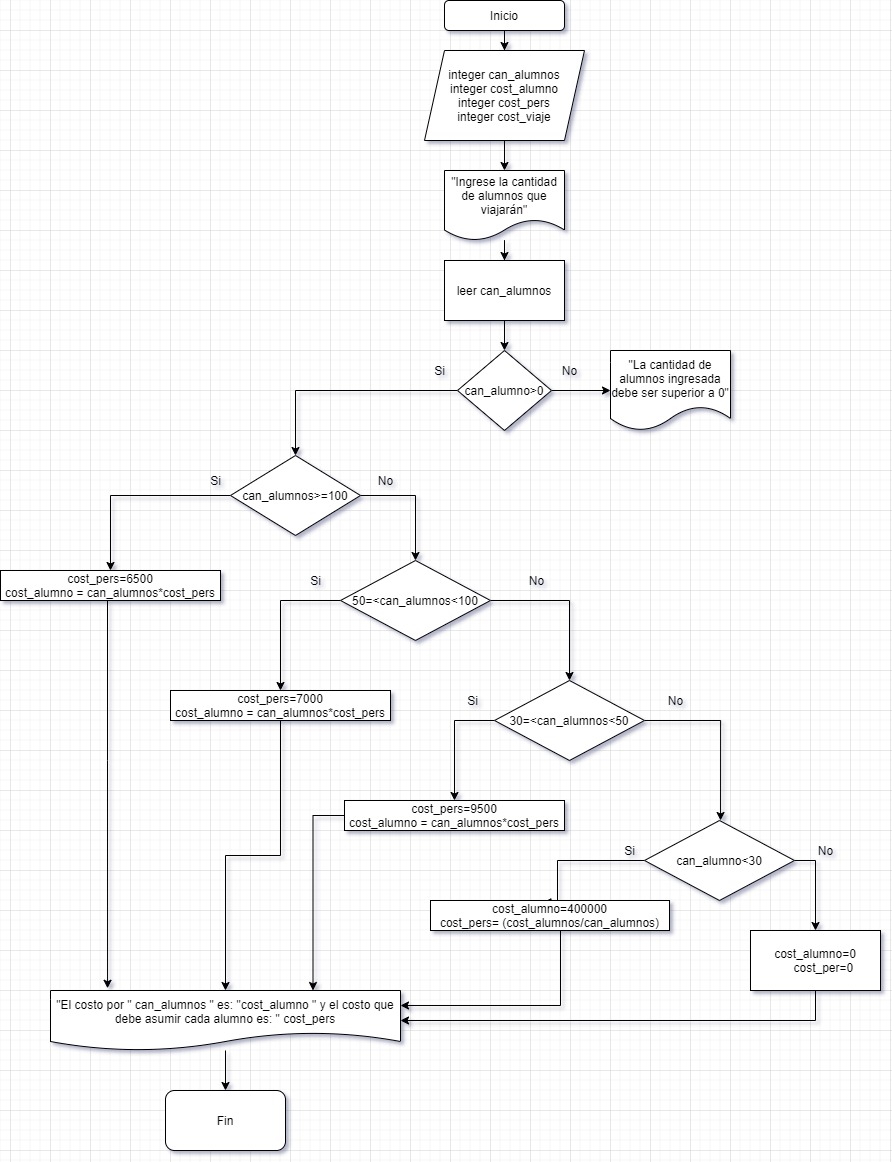 Inicio
integer can_alumnos
integer cost_alumno
integer cost_pers
integer cost_viaje
"Ingrese la cantidad
de alumnos que
viajarán"
leer can_alumnos
Si
can_alumno>0
No
"La cantidad de
alumnos ingresada
debe ser superior a 0"
Si
can_alumnos>=100
No
cost_pers=6500
cost_alumno = can_alumnos*cost_pers
Si
50=<can_alumnos<100
No
cost_pers=7000
cost_alumno = can_alumnos*cost_pers
Si
30=<can_alumnos<50
No
cost_pers=9500
cost_alumno = can_alumnos*cost_pers
Si
can_alumno<30
No
cost_alumno=400000
cost_pers= (cost_alumnos/can_alumnos)
cost_alumno=0
cost_per=0
"El costo por " can_alumnos " es: "cost_alumno " y el costo que
debe asumir cada alumno es: " cost_pers
Fin